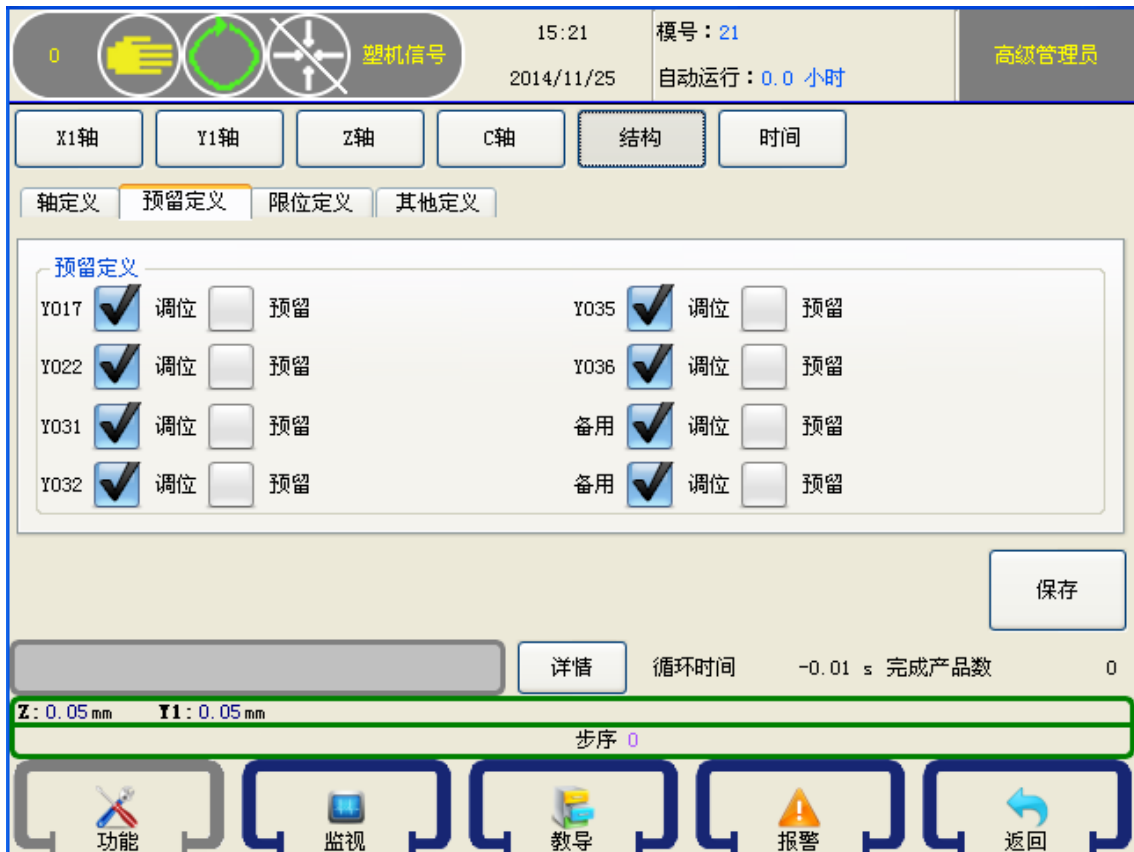 0 塑机信号
15:21
2014/11/25
模号：21
自动运行：0.0 小时
高级管理员
X1轴 Y1轴 Z轴 C轴 结构 时间
轴定义 预留定义 限位定义 其他定义
预留定义
Y017 调位 预留 Y035 调位 预留
Y022 调位 预留 Y036 调位 预留
Y031 调位 预留 备用 调位 预留
Y032 调位 预留 备用 调位 预留
保存
详情 循环时间 -0.01 s 完成产品数 0
Z:0.05mm Y1:0.05mm
步序 0
功能 监视 教导 报警 返回